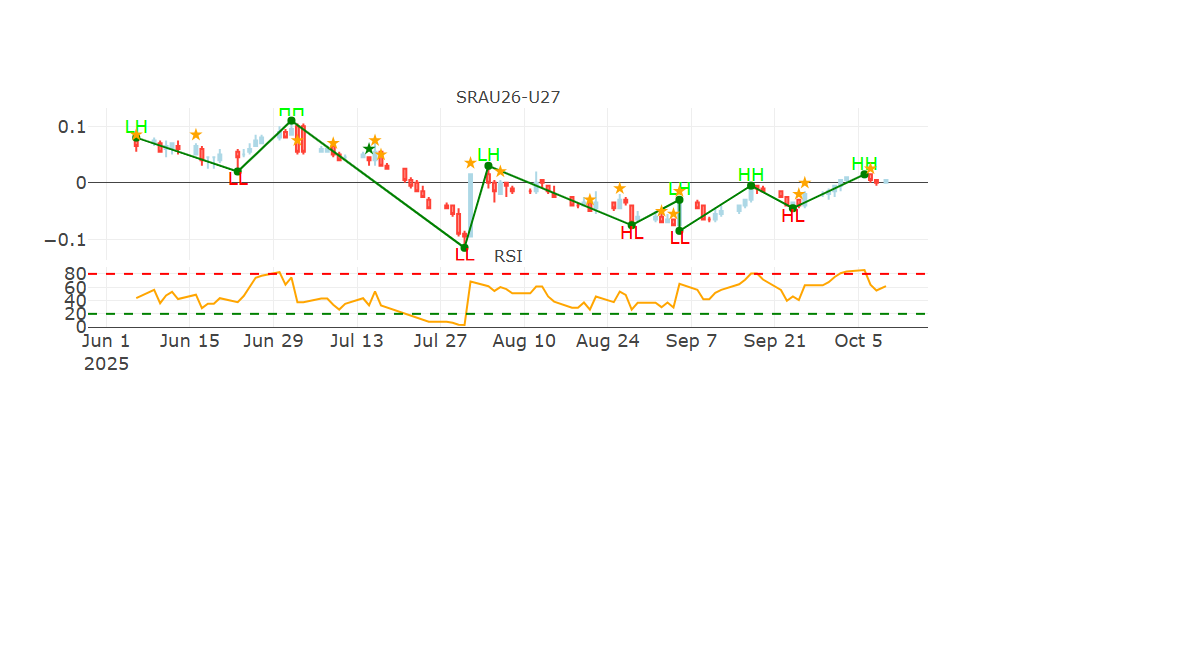 SRAU26-U27
HH
LH
0.1
LH
HH
HH
LH
0
LL
HL
HL
LL
−0.1
LL
RSI
80
60
40
20
0
Jun 1 Jun 15 Jun 29 Jul 13 Jul 27 Aug 10 Aug 24 Sep 7 Sep 21 Oct 5
2025